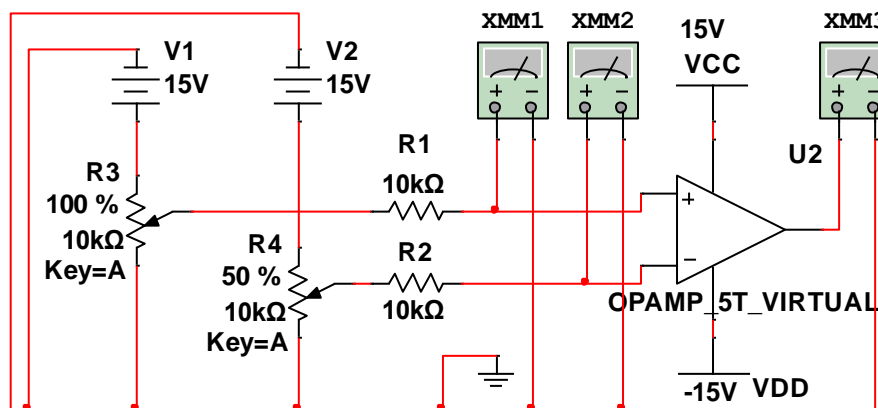 XMM1
XMM2
XMM3
V1
15V
V2
15V
15V
VCC
R3
100 %
10kΩ
Key=A
R1
10kΩ
U2
R4
50 %
10kΩ
Key=A
R2
10kΩ
OPAMP_5T_VIRTUAL
-15V VDD